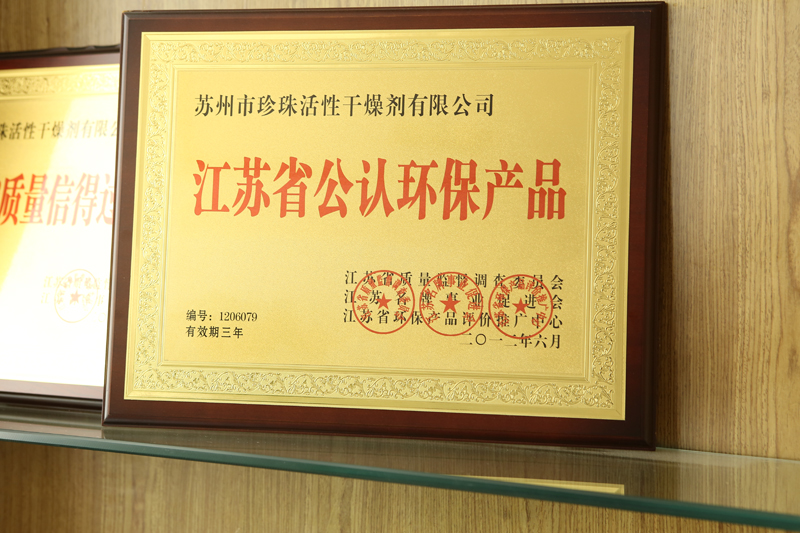 苏州市珍珠活性干燥剂有限公司
江苏省公认环保产品
江苏省质量监督调查委员会
江苏名牌事业促进会
江苏省环保产品评价推广中心
编号：1206079
有效期三年
二〇一二年六月
珠活性干燥剂有限公
质量信得过